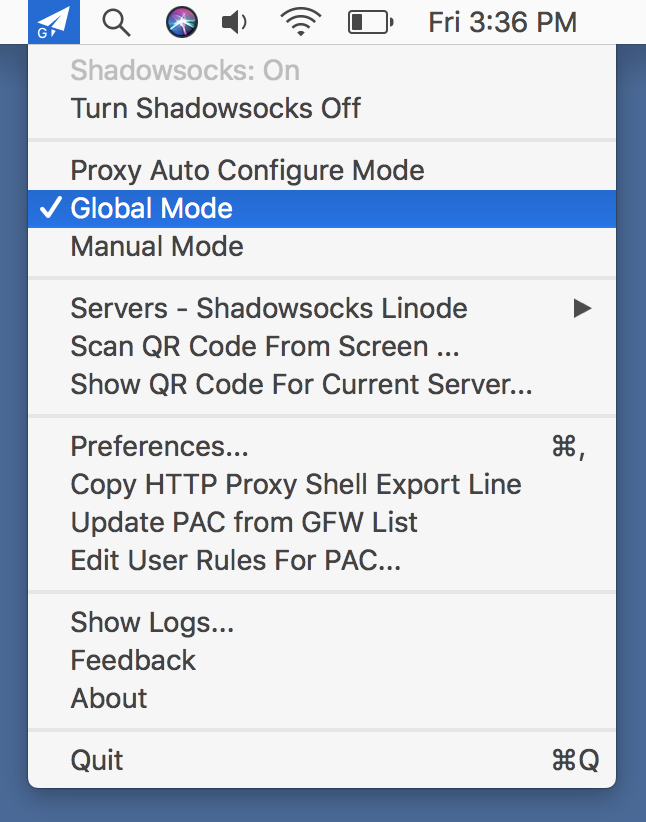 G
Fri 3:36 PM
Shadowsocks: On
Turn Shadowsocks Off
Proxy Auto Configure Mode
✓ Global Mode
Manual Mode
Servers - Shadowsocks Linode ▶
Scan QR Code From Screen ...
Show QR Code For Current Server...
Preferences... ⌘,
Copy HTTP Proxy Shell Export Line
Update PAC from GFW List
Edit User Rules For PAC...
Show Logs...
Feedback
About
Quit ⌘Q